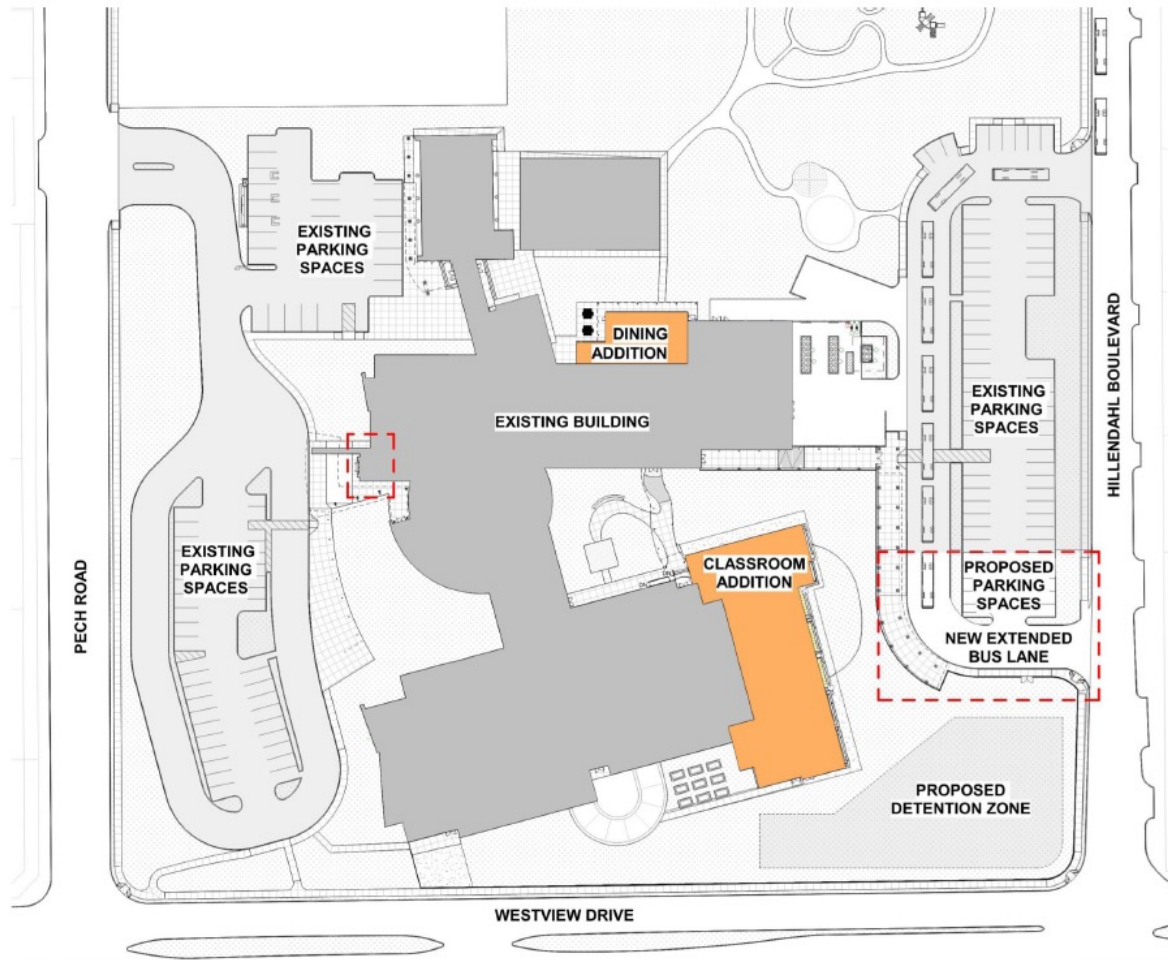 EXISTING
PARKING
SPACES
DINING
ADDITION
EXISTING BUILDING
EXISTING
PARKING
SPACES
HILLENDAHL BOULEVARD
EXISTING
PARKING
SPACES
CLASSROOM
ADDITION
PROPOSED
PARKING
SPACES
NEW EXTENDED
BUS LANE
PECH ROAD
PROPOSED
DETENTION ZONE
WESTVIEW DRIVE